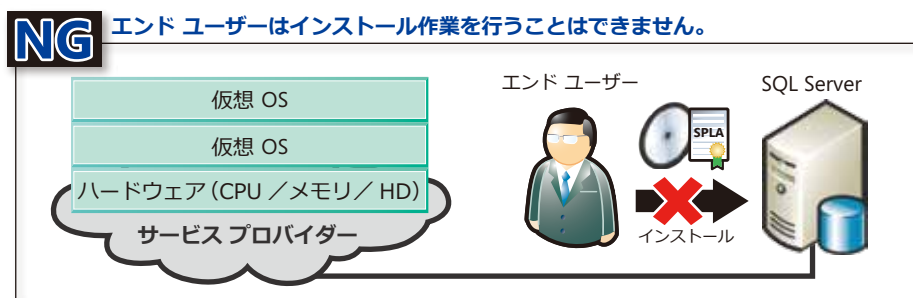 NG
エンド ユーザーはインストール作業を行うことはできません。
仮想 OS
仮想 OS
ハードウェア（CPU ／メモリ／ HD）
サービス プロバイダー
エンド ユーザー
SPLA
インストール
SQL Server